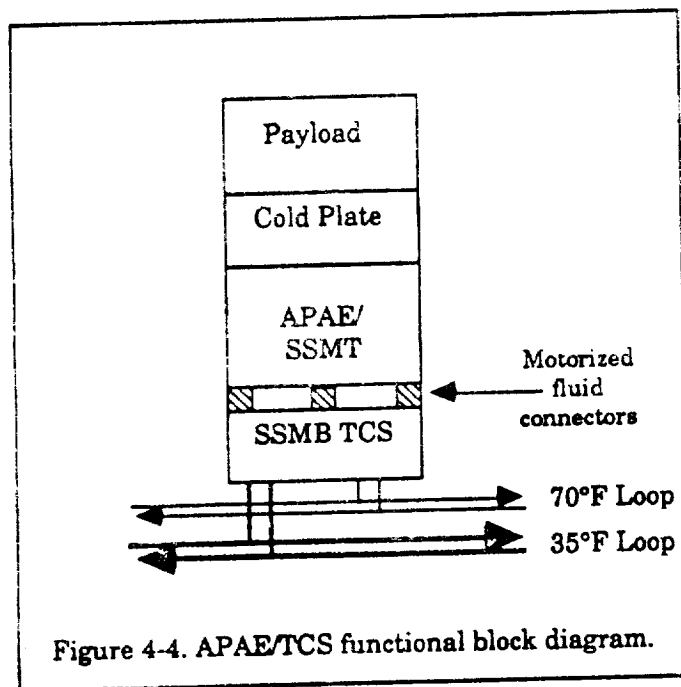 Payload
Cold Plate
APAE/
SSMT
Motorized
fluid
connectors
SSMB TCS
70°F Loop
35°F Loop
Figure 4-4. APAE/TCS functional block diagram.